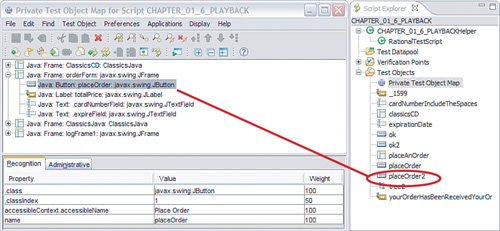 Private Test Object Map for Script CHAPTER_01_6_PLAYBACK
File Edit Find Test Object Preferences Applications Display Help
Java: Frame: ClassicsCD: ClassicsJava
Java: Frame: orderForm: javax.swing.JFrame
Java: Button: placeOrder: javax.swing.JButton
Java: Label: totalPrice: javax.swing.JLabel
Java: Text: .cardNumberField: javax.swing.JTextField
Java: Text: .expireField: javax.swing.JTextField
Java: Frame: ClassicsJava: ClassicsJava
Java: Frame: logFrame1: javax.swing.JFrame
Recognition Administrative
Property Value Weight
.class javax.swing.JButton 100
.classIndex 1 50
accessibleContext.accessibleName Place Order 100
name placeOrder 100
Script Explorer
CHAPTER_01_6_PLAYBACK
CHAPTER_01_6_PLAYBACKHelper
RationalTestScript
Test Datapool
Verification Points
Test Objects
Private Test Object Map
_1599
cardNumberIncludeTheSpaces
classicsCD
expirationDate
ok
ok2
placeAnOrder
placeOrder
placeOrder2
tree2
yourOrderHasBeenReceivedYourOr